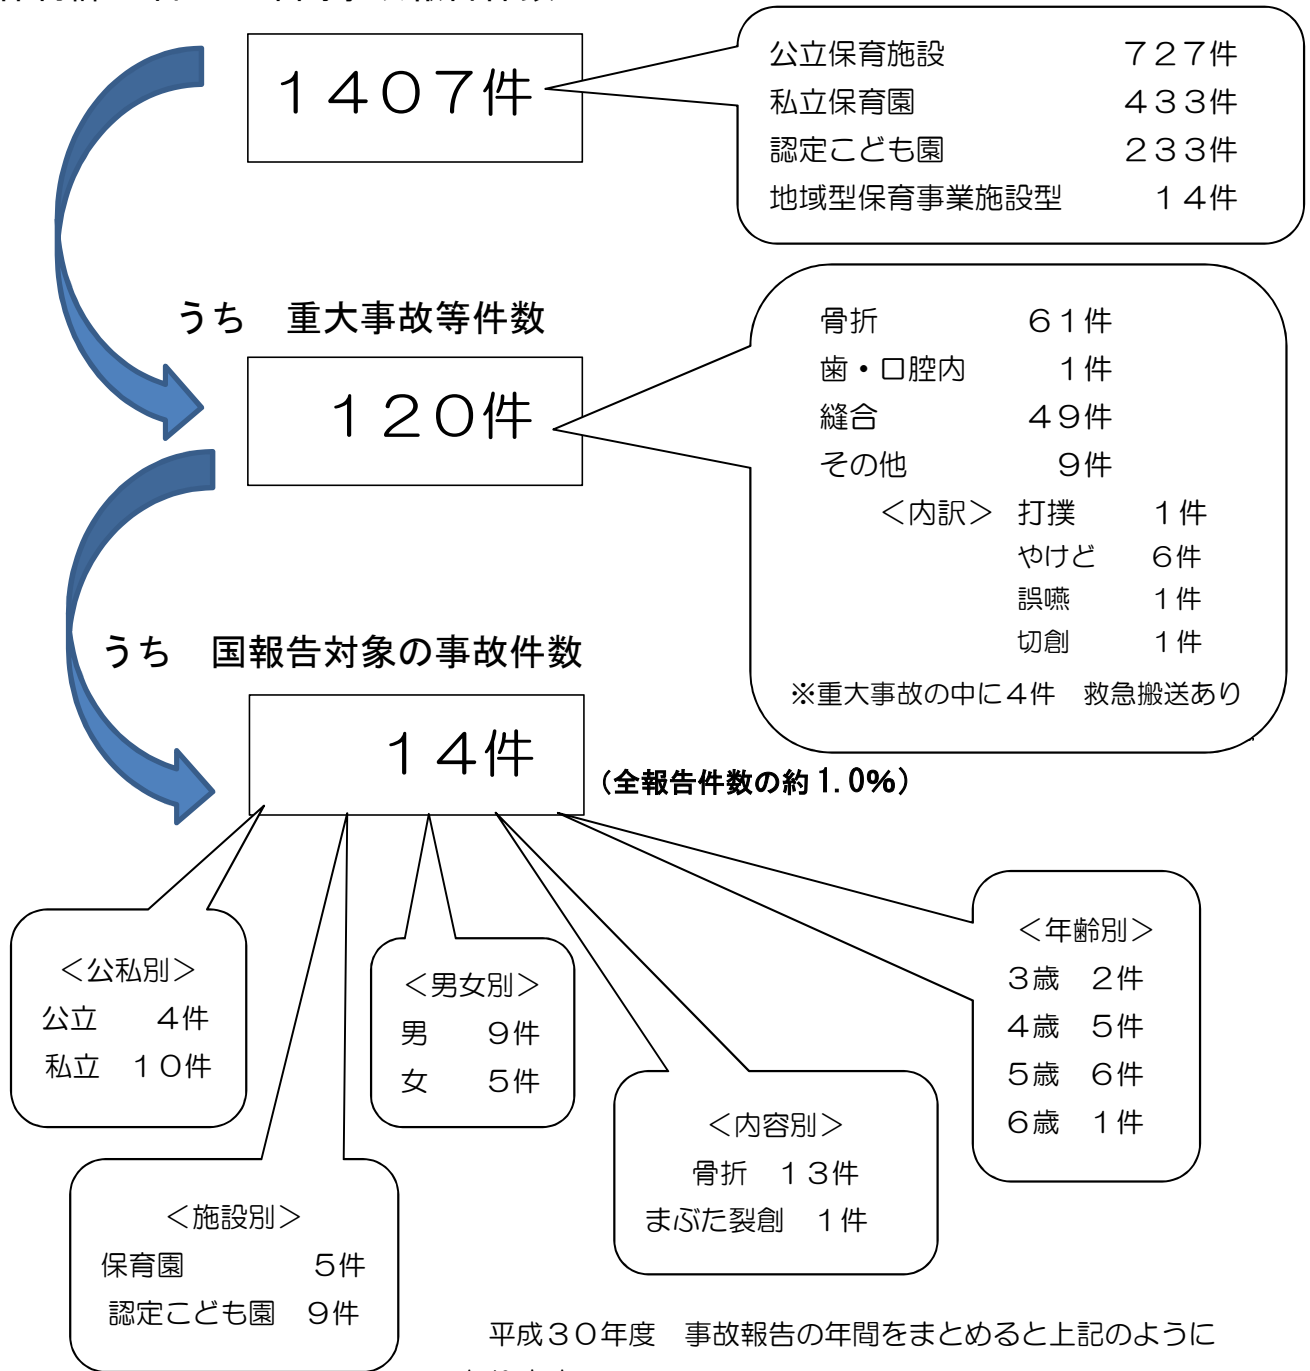 １４０７件
公立保育施設　７２７件
私立保育園　４３３件
認定こども園　２３３件
地域型保育事業施設型　１４件
うち　重大事故等件数
１２０件
骨折　６１件
歯・口腔内　１件
縫合　４９件
その他　９件
＜内訳＞　打撲　１件
やけど　６件
誤嚥　１件
切創　１件
※重大事故の中に４件　救急搬送あり
うち　国報告対象の事故件数
１４件
（全報告件数の約1.0%）
＜公私別＞
公立　４件
私立　１０件
＜施設別＞
保育園　５件
認定こども園　９件
＜男女別＞
男　９件
女　５件
＜内容別＞
骨折　１３件
まぶた裂創　１件
＜年齢別＞
３歳　２件
４歳　５件
５歳　６件
６歳　１件
平成３０年度　事故報告の年間をまとめると上記のように